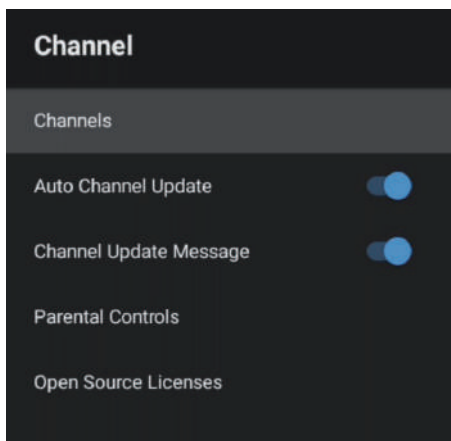 Channel
Channels
Auto Channel Update
Channel Update Message
Parental Controls
Open Source Licenses